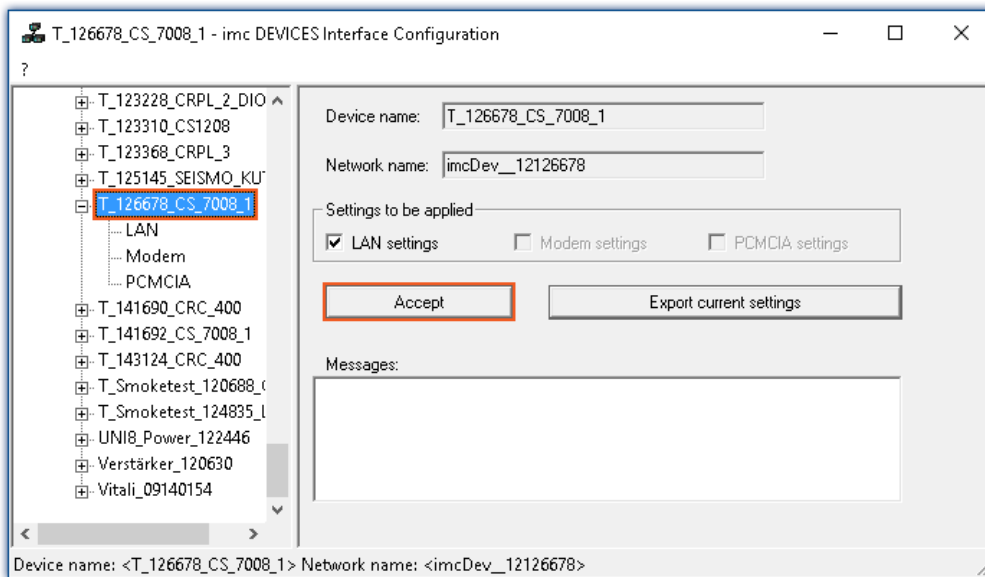 T_126678_CS_7008_1 - imc DEVICES Interface Configuration
?
T_123228_CRPL_2_DIO
T_123310_CS1208
T_123368_CRPL_3
T_125145_SEISMO_KU
T_126678_CS_7008_1
LAN
Modem
PCMCIA
T_141690_CRC_400
T_141692_CS_7008_1
T_143124_CRC_400
T_Smoketest_120688_
T_Smoketest_124835_L
UNI8_Power_122446
Verstärker_120630
Vitali_09140154
Device name: T_126678_CS_7008_1
Network name: imcDev__12126678
Settings to be applied
LAN settings Modem settings PCMCIA settings
Accept Export current settings
Messages:
Device name: <T_126678_CS_7008_1> Network name: <imcDev__12126678>